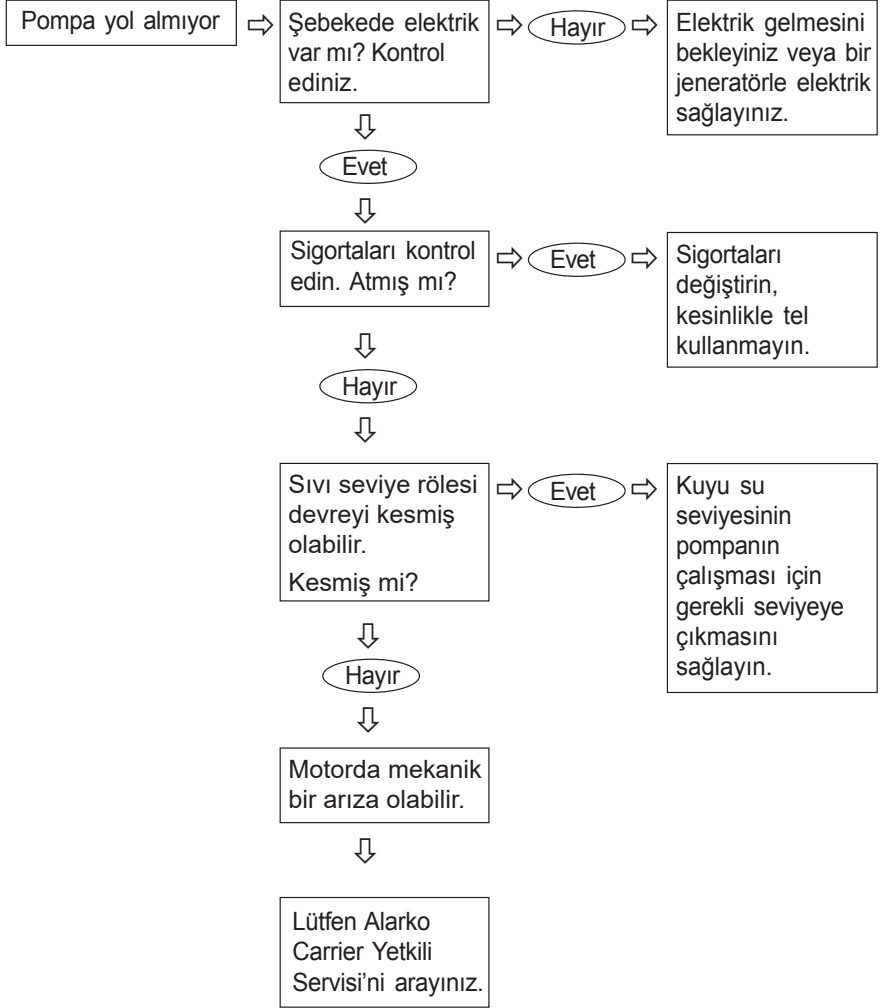 Pompa yol almıyor
Şebekede elektrik
var mı? Kontrol
ediniz.
Hayır
Elektrik gelmesini
bekleyiniz veya bir
jeneratörle elektrik
sağlayınız.
Evet
Sigortaları kontrol
edin. Atmış mı?
Evet
Sigortaları
değiştirin,
kesinlikle tel
kullanmayın.
Hayır
Sıvı seviye rölesi
devreyi kesmiş
olabilir.
Kesmiş mi?
Evet
Kuyu su
seviyesinin
pompanın
çalışması için
gerekli seviyeye
çıkmasını
sağlayın.
Hayır
Motorda mekanik
bir arıza olabilir.
Lütfen Alarko
Carrier Yetkili
Servisi’ni arayınız.